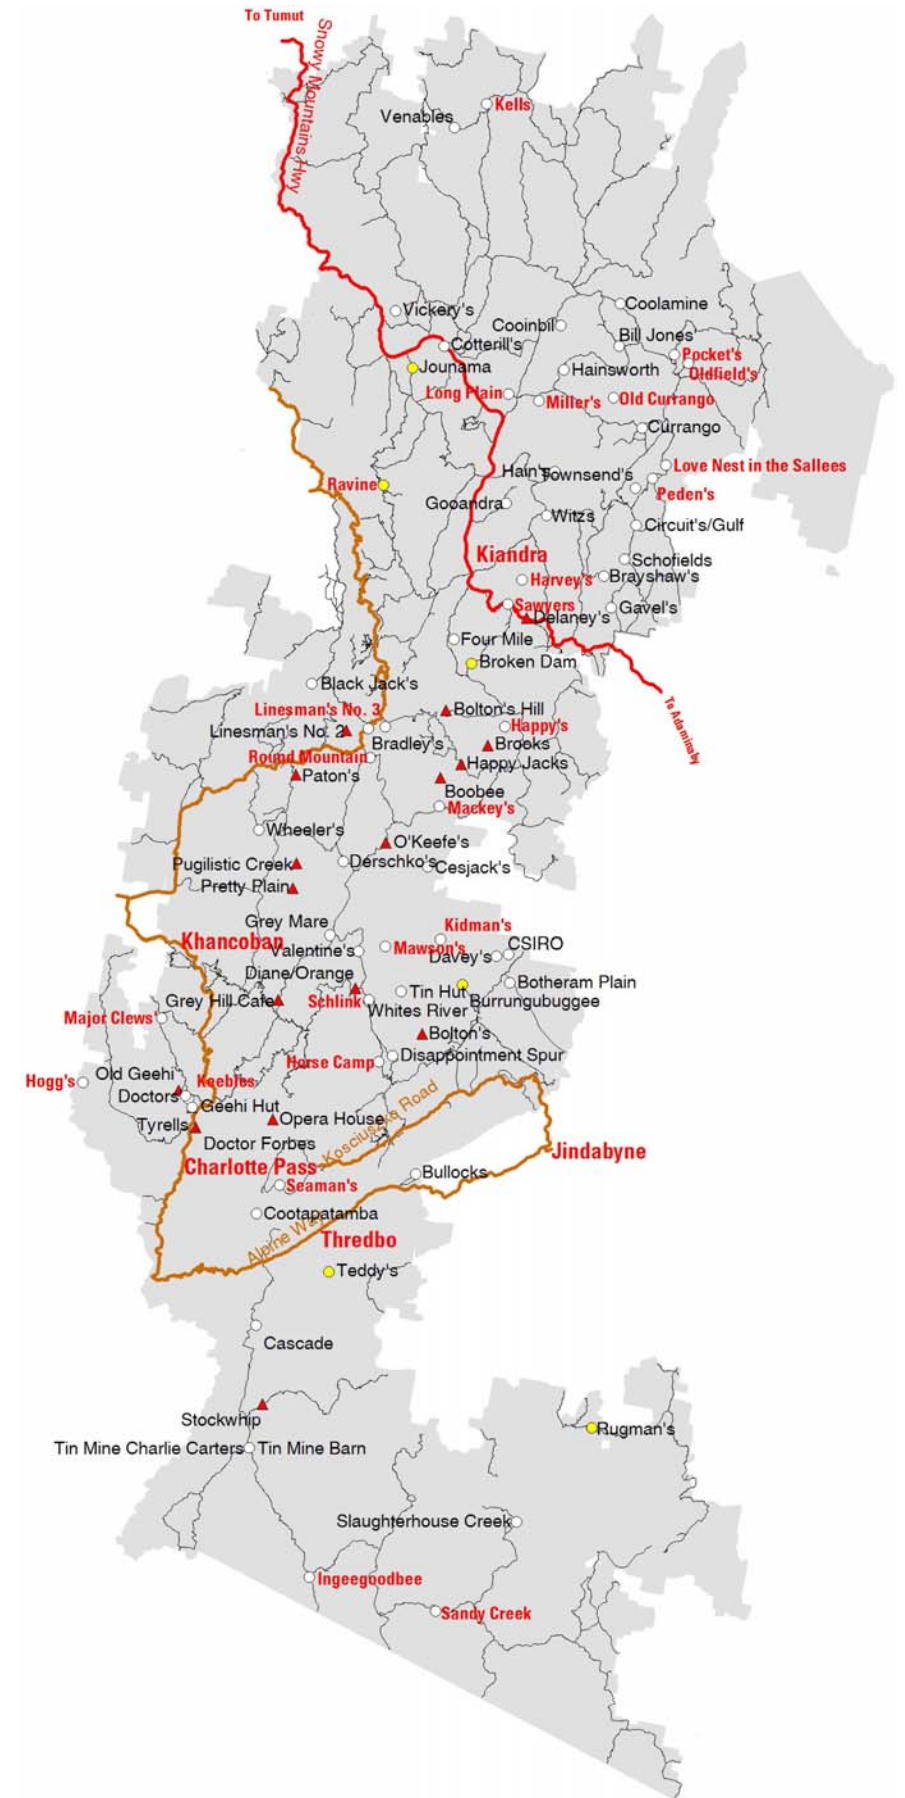 To Tumut
Snowy Mountains Hwy
Kells
Venables
Coolamine
Vickery's
Cooinbil
Bill Jones
Cotterill's
Pocket's
Jounama
Hainsworth
Oldfield's
Long Plain
Miller's
Old Currango
Currango
Love Nest in the Sallees
Hain's
Townsend's
Ravine
Peden's
Gooandra
Witzs
Circuit's/Gulf
Kiandra
Schofields
Harvey's
Brayshaw's
Sawyers
Gavel's
Delaney's
Four Mile
Broken Dam
To Adaminaby
Black Jack's
Linesman's No. 3
Bolton's Hill
Linesman's No. 2
Happy's
Bradley's
Brooks
Round Mountain
Happy Jacks
Paton's
Boobee
Mackey's
Wheeler's
O'Keefe's
Pugilistic Creek
Derschko's
Cesjack's
Pretty Plain
Grey Mare
Kidman's
Khancoban
Mawson's
CSIRO
Valentine's
Davey's
Diane/Orange
Botheram Plain
Tin Hut
Grey Hill Cafe
Schlink
Burrungubuggee
Whites River
Major Clews'
Bolton's
Horse Camp
Disappointment Spur
Old Geehi
Hogg's
Keebles
Doctors
Geehi Hut
Opera House
Tyrells
Kosciuszko Road
Doctor Forbes
Jindabyne
Charlotte Pass
Bullocks
Seaman's
Cootapatamba
Alpine Way
Thredbo
Teddy's
Cascade
Stockwhip
Rugman's
Tin Mine Charlie Carters
Tin Mine Barn
Slaughterhouse Creek
Ingeegoodbee
Sandy Creek